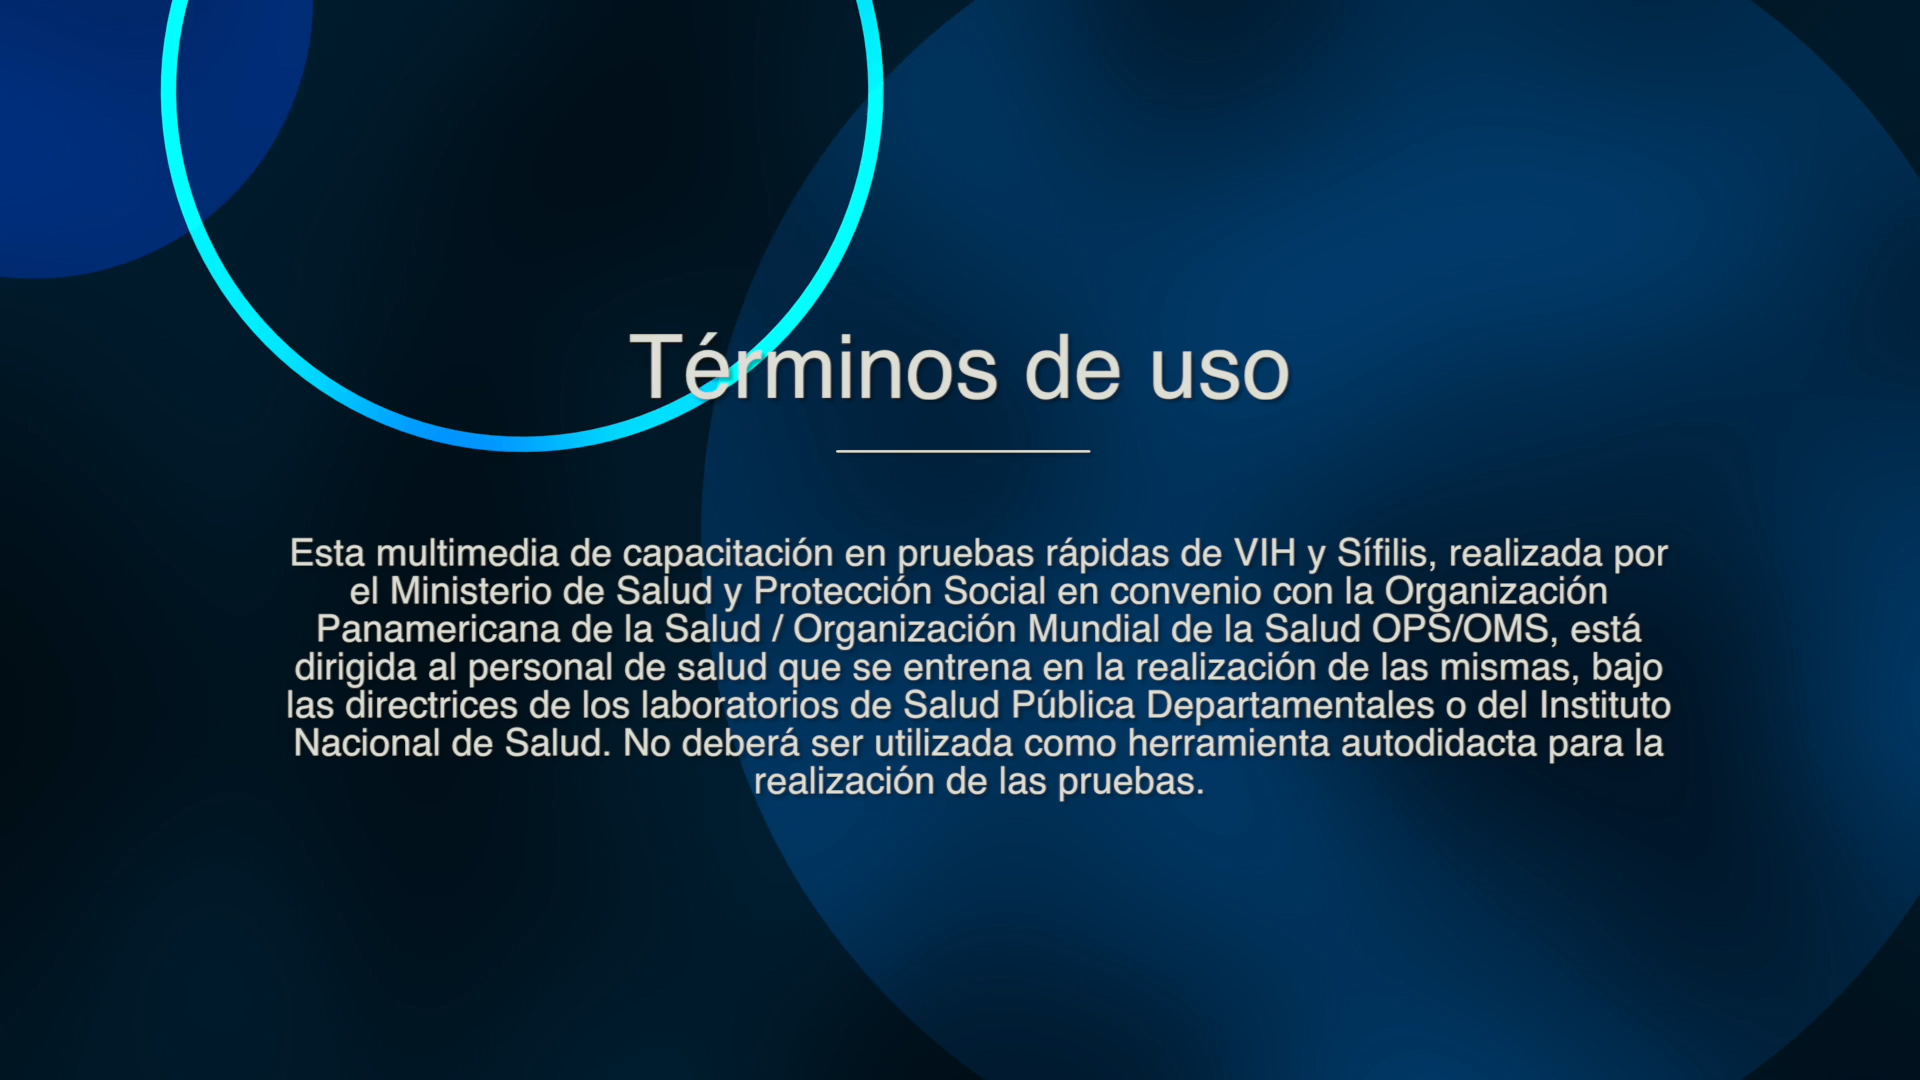 Términos de uso
Esta multimedia de capacitación en pruebas rápidas de VIH y Sífilis, realizada por
el Ministerio de Salud y Protección Social en convenio con la Organización
Panamericana de la Salud / Organización Mundial de la Salud OPS/OMS, está
dirigida al personal de salud que se entrena en la realización de las mismas, bajo
las directrices de los laboratorios de Salud Pública Departamentales o del Instituto
Nacional de Salud. No deberá ser utilizada como herramienta autodidacta para la
realización de las pruebas.